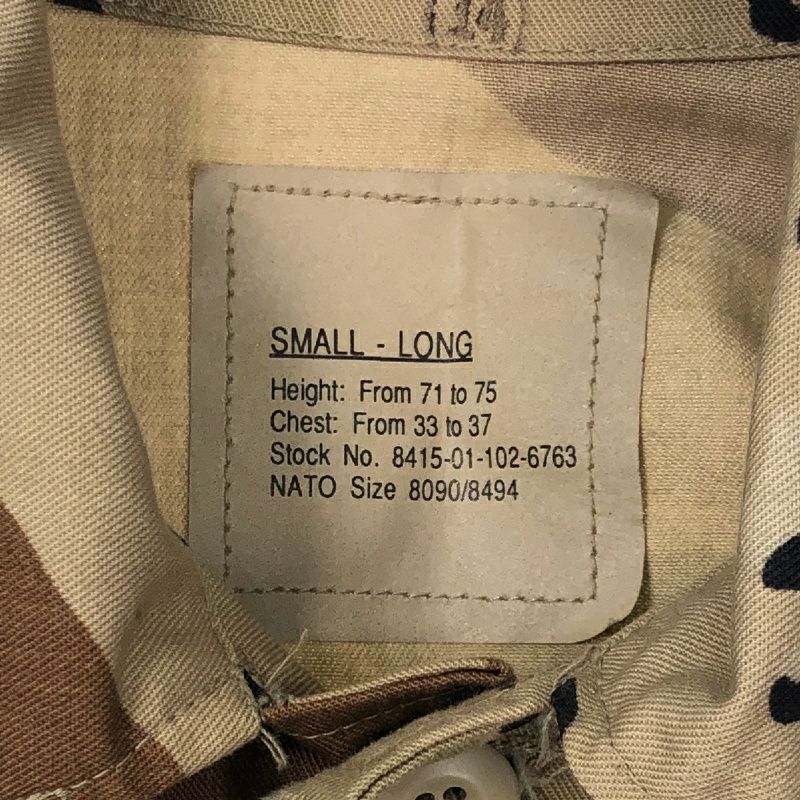 14
SMALL - LONG
Height: From 71 to 75
Chest: From 33 to 37
Stock No. 8415-01-102-6763
NATO Size 8090/8494